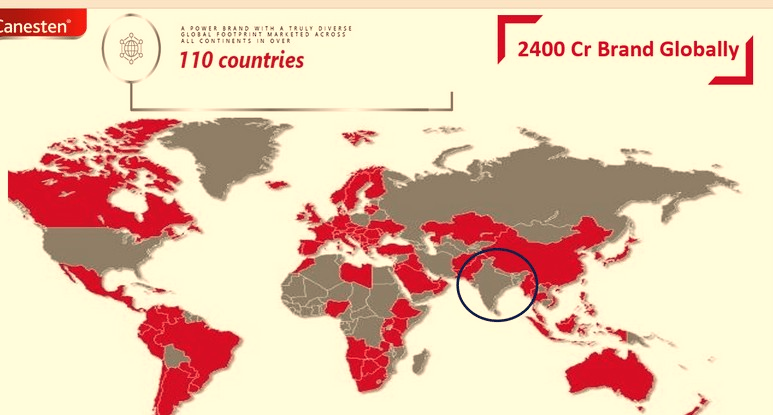 Canesten®
A POWER BRAND WITH A TRULY DIVERSE
GLOBAL FOOTPRINT MARKETED ACROSS
ALL CONTINENTS IN OVER
110 countries
2400 Cr Brand Globally